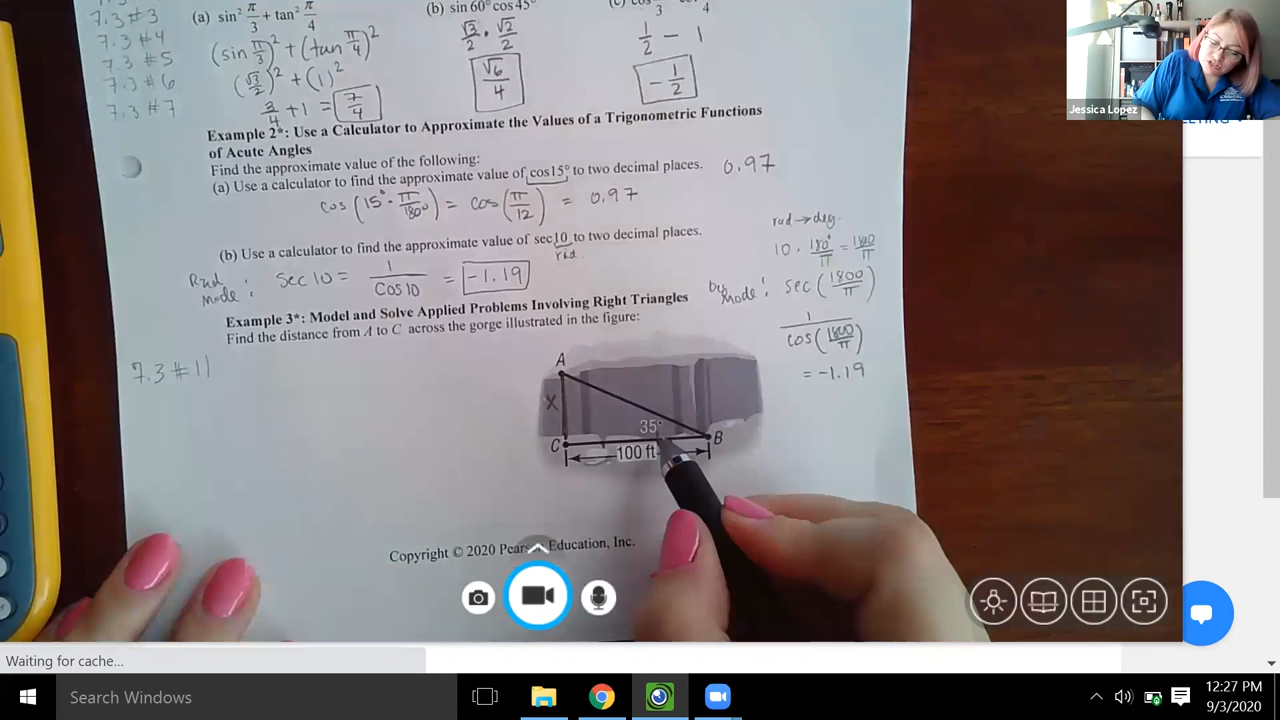 7.3 #3
7.3 #4
7.3 #5
7.3 #6
7.3 #7
(a) sin² π/3 + tan² π/4
(sin π/3)² + (tan π/4)²
(√3/2)² + (1)²
3/4 + 1 = 7/4
(b) sin 60° cos 45°
√3/2 · √2/2
√6/4
1/2 - 1
-1/2
Jessica Lopez
Example 2*: Use a Calculator to Approximate the Values of a Trigonometric Functions
of Acute Angles
Find the approximate value of the following:
(a) Use a calculator to find the approximate value of cos15° to two decimal places. 0.97
cos (15° · π/180°) = cos (π/12) = 0.97
(b) Use a calculator to find the approximate value of sec10 to two decimal places.
rad.
Rad mode: sec 10 = 1/cos 10 = -1.19
rad → deg.
10 · 180°/π = 1800/π
mode: sec (1800/π)
1/cos(1800/π)
= -1.19
Example 3*: Model and Solve Applied Problems Involving Right Triangles
Find the distance from A to C across the gorge illustrated in the figure:
7.3 #11
A
X
35°
C
B
100 ft
Copyright © 2020 Education, Inc.
Waiting for cache...
Search Windows
12:27 PM
9/3/2020